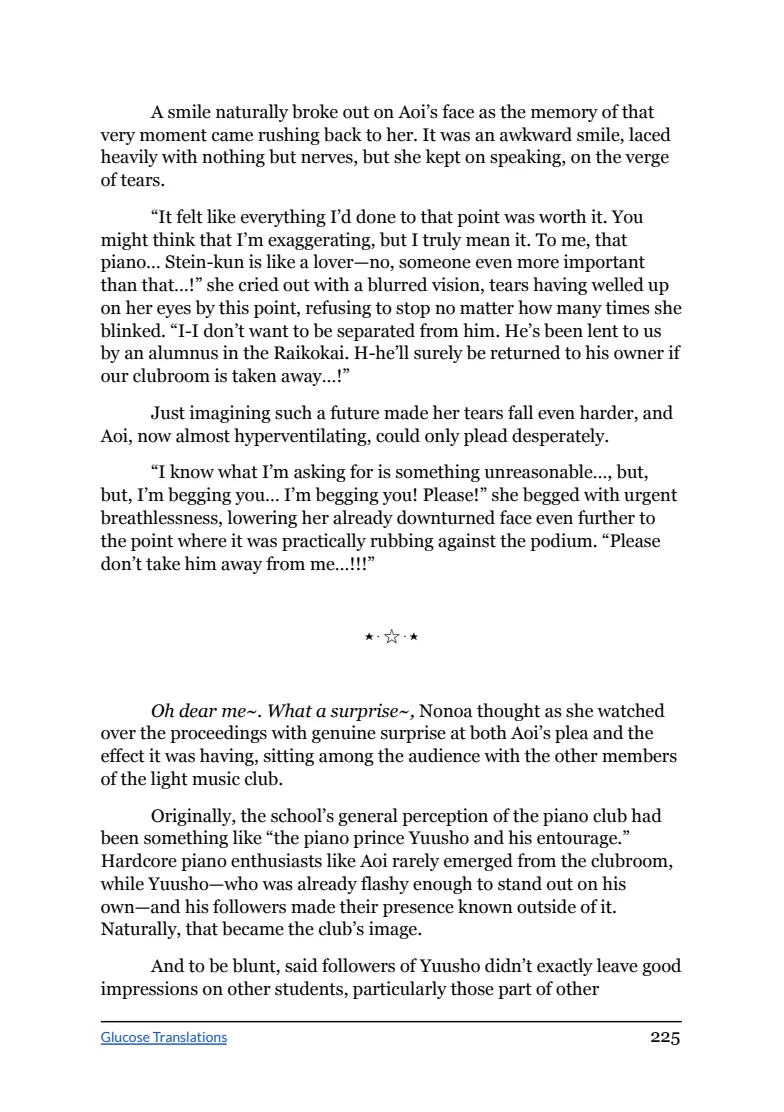 A smile naturally broke out on Aoi’s face as the memory of that
very moment came rushing back to her. It was an awkward smile, laced
heavily with nothing but nerves, but she kept on speaking, on the verge
of tears.
“It felt like everything I’d done to that point was worth it. You
might think that I’m exaggerating, but I truly mean it. To me, that
piano... Stein-kun is like a lover—no, someone even more important
than that...!” she cried out with a blurred vision, tears having welled up
on her eyes by this point, refusing to stop no matter how many times she
blinked. “I-I don’t want to be separated from him. He’s been lent to us
by an alumnus in the Raikokai. H-he’ll surely be returned to his owner if
our clubroom is taken away...!”
Just imagining such a future made her tears fall even harder, and
Aoi, now almost hyperventilating, could only plead desperately.
“I know what I’m asking for is something unreasonable..., but,
but, I’m begging you... I’m begging you! Please!” she begged with urgent
breathlessness, lowering her already downturned face even further to
the point where it was practically rubbing against the podium. “Please
don’t take him away from me...!!!”
⋆·☆·⋆
Oh dear me~. What a surprise~, Nonoa thought as she watched
over the proceedings with genuine surprise at both Aoi’s plea and the
effect it was having, sitting among the audience with the other members
of the light music club.
Originally, the school’s general perception of the piano club had
been something like “the piano prince Yuusho and his entourage.”
Hardcore piano enthusiasts like Aoi rarely emerged from the clubroom,
while Yuusho—who was already flashy enough to stand out on his
own—and his followers made their presence known outside of it.
Naturally, that became the club’s image.
And to be blunt, said followers of Yuusho didn’t exactly leave good
impressions on other students, particularly those part of other
Glucose Translations 225